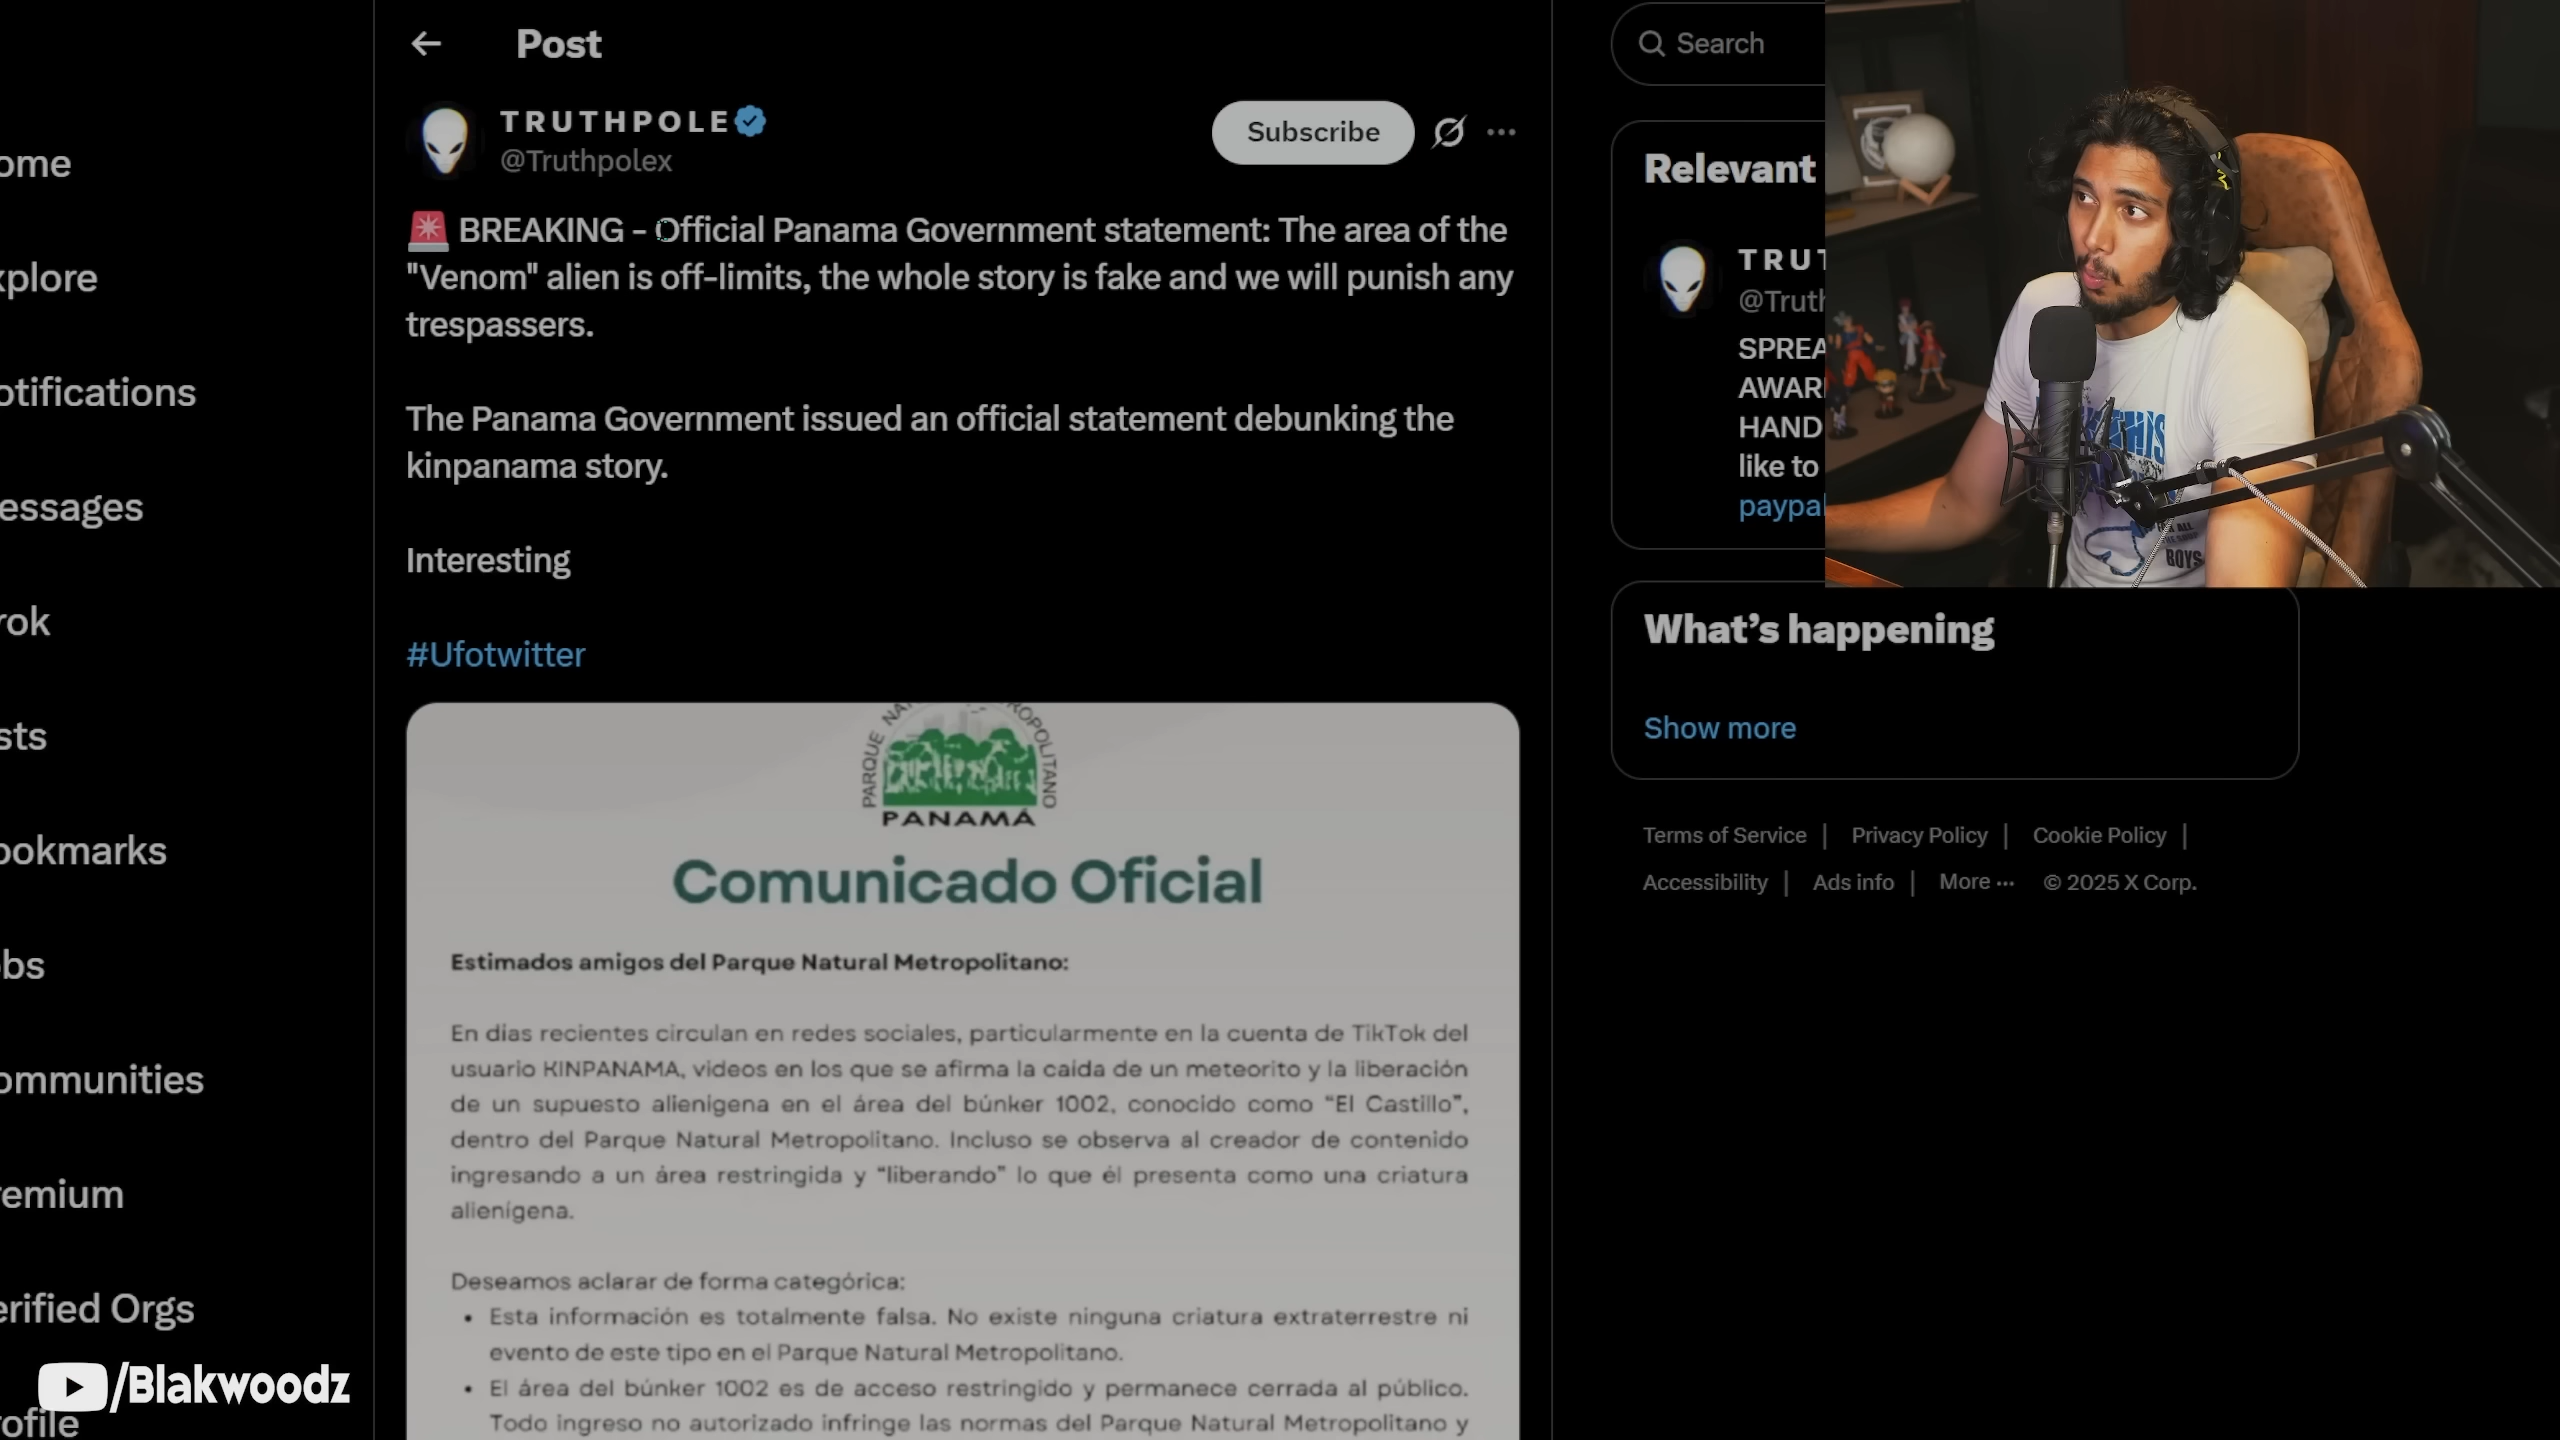 Post
Search
TRUTHPOLE
@Truthpolex
Subscribe
BREAKING - Official Panama Government statement: The area of the
"Venom" alien is off-limits, the whole story is fake and we will punish any
trespassers.
The Panama Government issued an official statement debunking the
kinpanama story.
Interesting
#Ufotwitter
PANAMÁ
Comunicado Oficial
Estimados amigos del Parque Natural Metropolitano:
En días recientes circulan en redes sociales, particularmente en la cuenta de TikTok del
usuario KINPANAMA, videos en los que se afirma la caída de un meteorito y la liberación
de un supuesto alienígena en el área del búnker 1002, conocido como “El Castillo”,
dentro del Parque Natural Metropolitano. Incluso se observa al creador de contenido
ingresando a un área restringida y “liberando” lo que él presenta como una criatura
alienígena.
Deseamos aclarar de forma categórica:
• Esta información es totalmente falsa. No existe ninguna criatura extraterrestre ni
evento de este tipo en el Parque Natural Metropolitano.
• El área del búnker 1002 es de acceso restringido y permanece cerrada al público.
Todo ingreso no autorizado infringe las normas del Parque Natural Metropolitano y
ome
xplore
otifications
essages
rok
sts
ookmarks
obs
ommunities
remium
erified Orgs
rofile
/Blakwoodz
Relevant
TRUT
@Truth
SPREA
AWAR
HAND
like to
paypal
BOYS
What’s happening
Show more
Terms of Service | Privacy Policy | Cookie Policy |
Accessibility | Ads info | More ··· © 2025 X Corp.